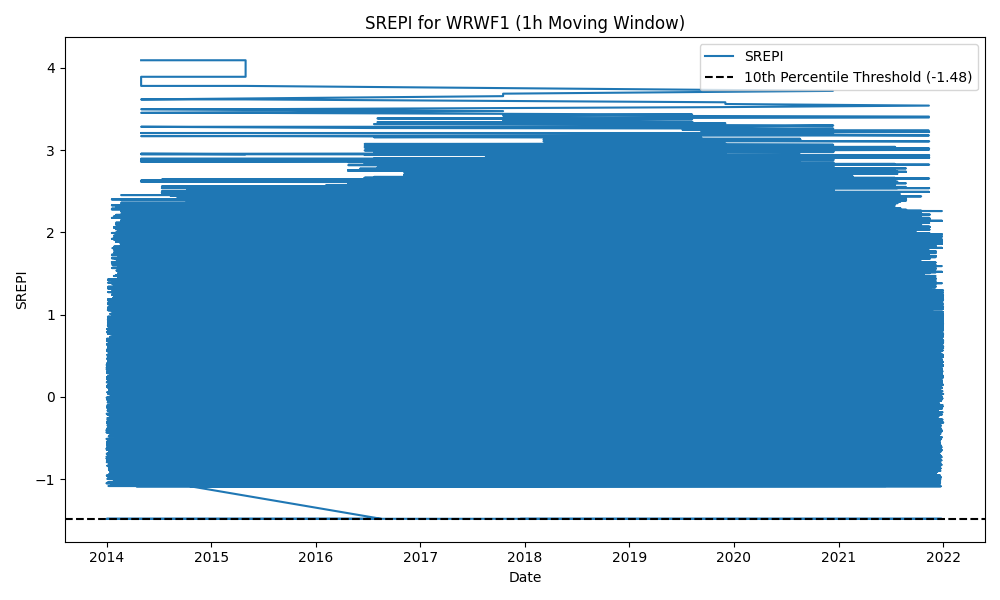 SREPI for WRWF1 (1h Moving Window)
SREPI
10th Percentile Threshold (-1.48)
SREPI
4
3
2
1
0
−1
2014 2015 2016 2017 2018 2019 2020 2021 2022
Date